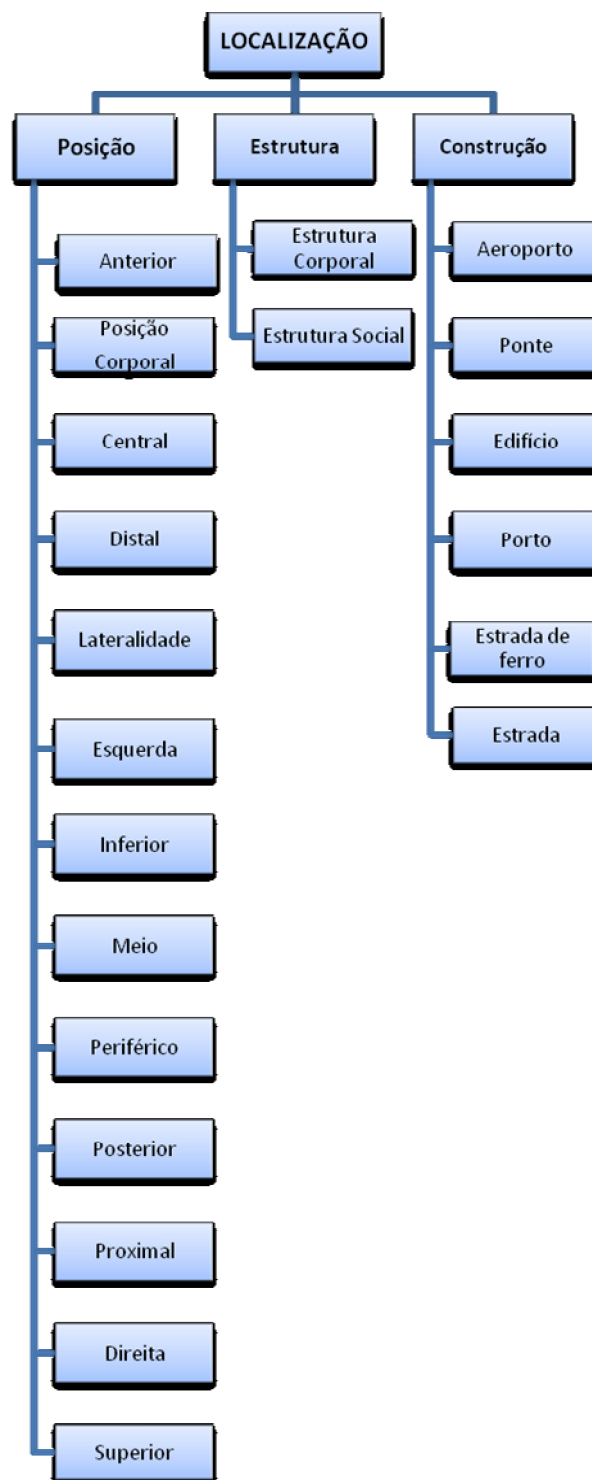 LOCALIZAÇÃO
Posição
Anterior
Posição
Corporal
Central
Distal
Lateralidade
Esquerda
Inferior
Meio
Periférico
Posterior
Proximal
Direita
Superior
Estrutura
Estrutura
Corporal
Estrutura Social
Construção
Aeroporto
Ponte
Edifício
Porto
Estrada de
ferro
Estrada